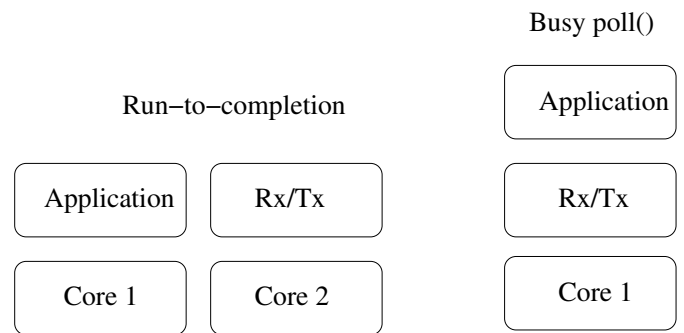 Run−to−completion
Application
Rx/Tx
Core 1
Core 2
Busy poll()
Application
Rx/Tx
Core 1